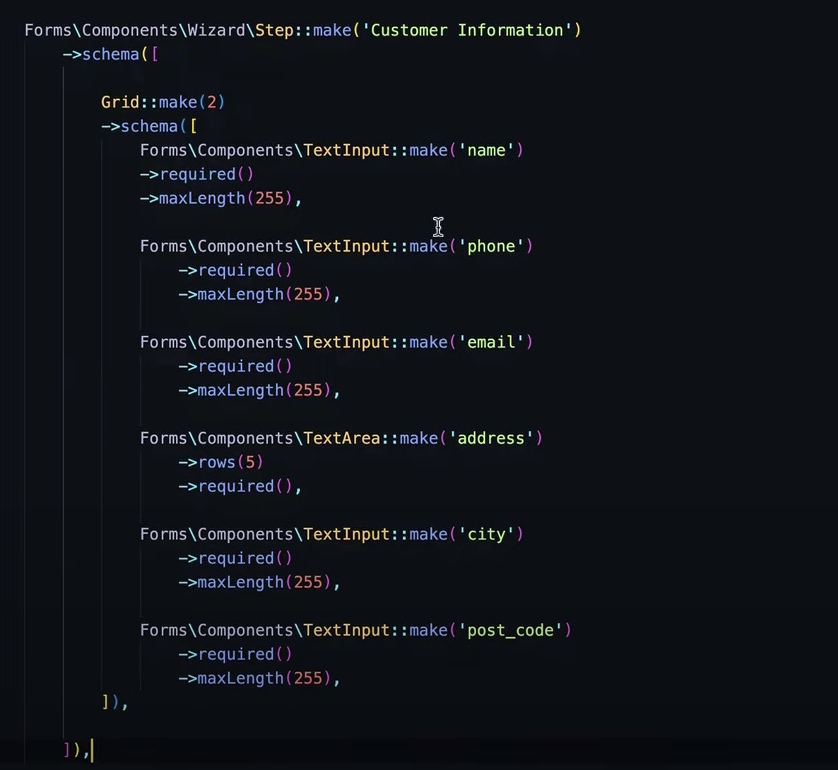 Forms\Components\Wizard\Step::make('Customer Information')
->schema([
Grid::make(2)
->schema([
Forms\Components\TextInput::make('name')
->required()
->maxLength(255),
Forms\Components\TextInput::make('phone')
->required()
->maxLength(255),
Forms\Components\TextInput::make('email')
->required()
->maxLength(255),
Forms\Components\TextArea::make('address')
->rows(5)
->required(),
Forms\Components\TextInput::make('city')
->required()
->maxLength(255),
Forms\Components\TextInput::make('post_code')
->required()
->maxLength(255),
]),
]),